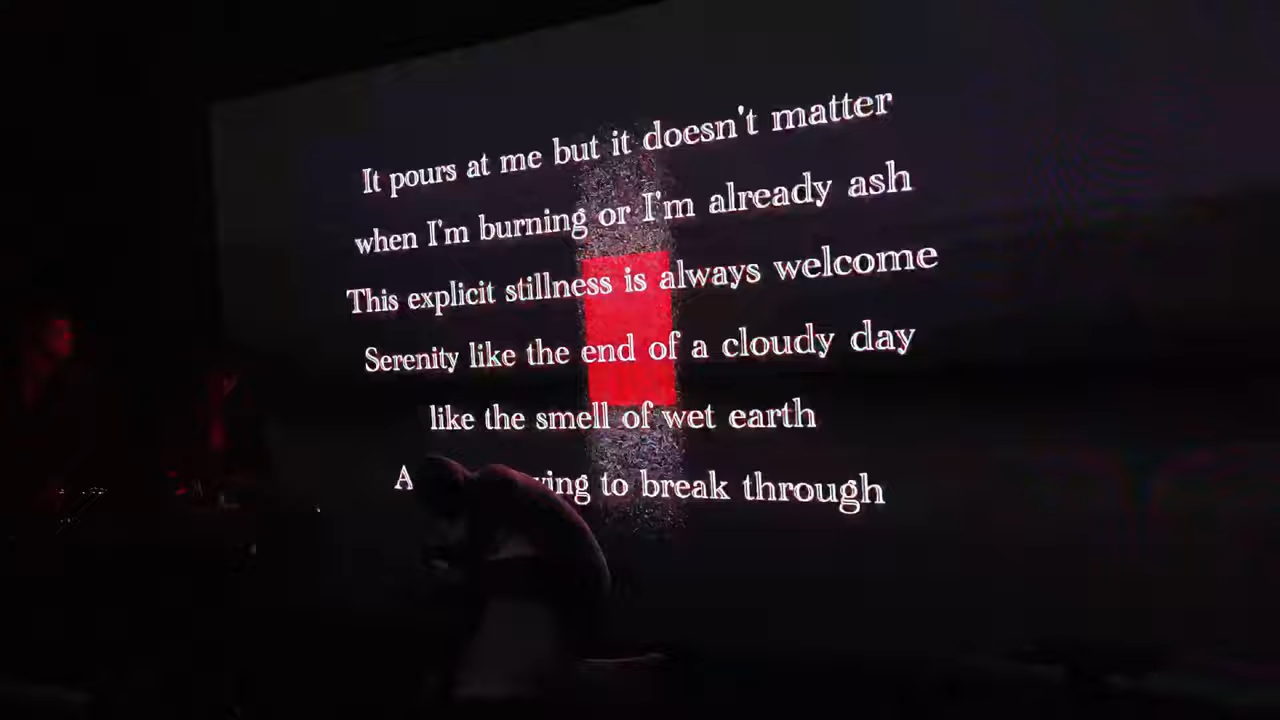 It pours at me but it doesn't matter
when I'm burning or I'm already ash
This explicit stillness is always welcome
Serenity like the end of a cloudy day
like the smell of wet earth
A to break through